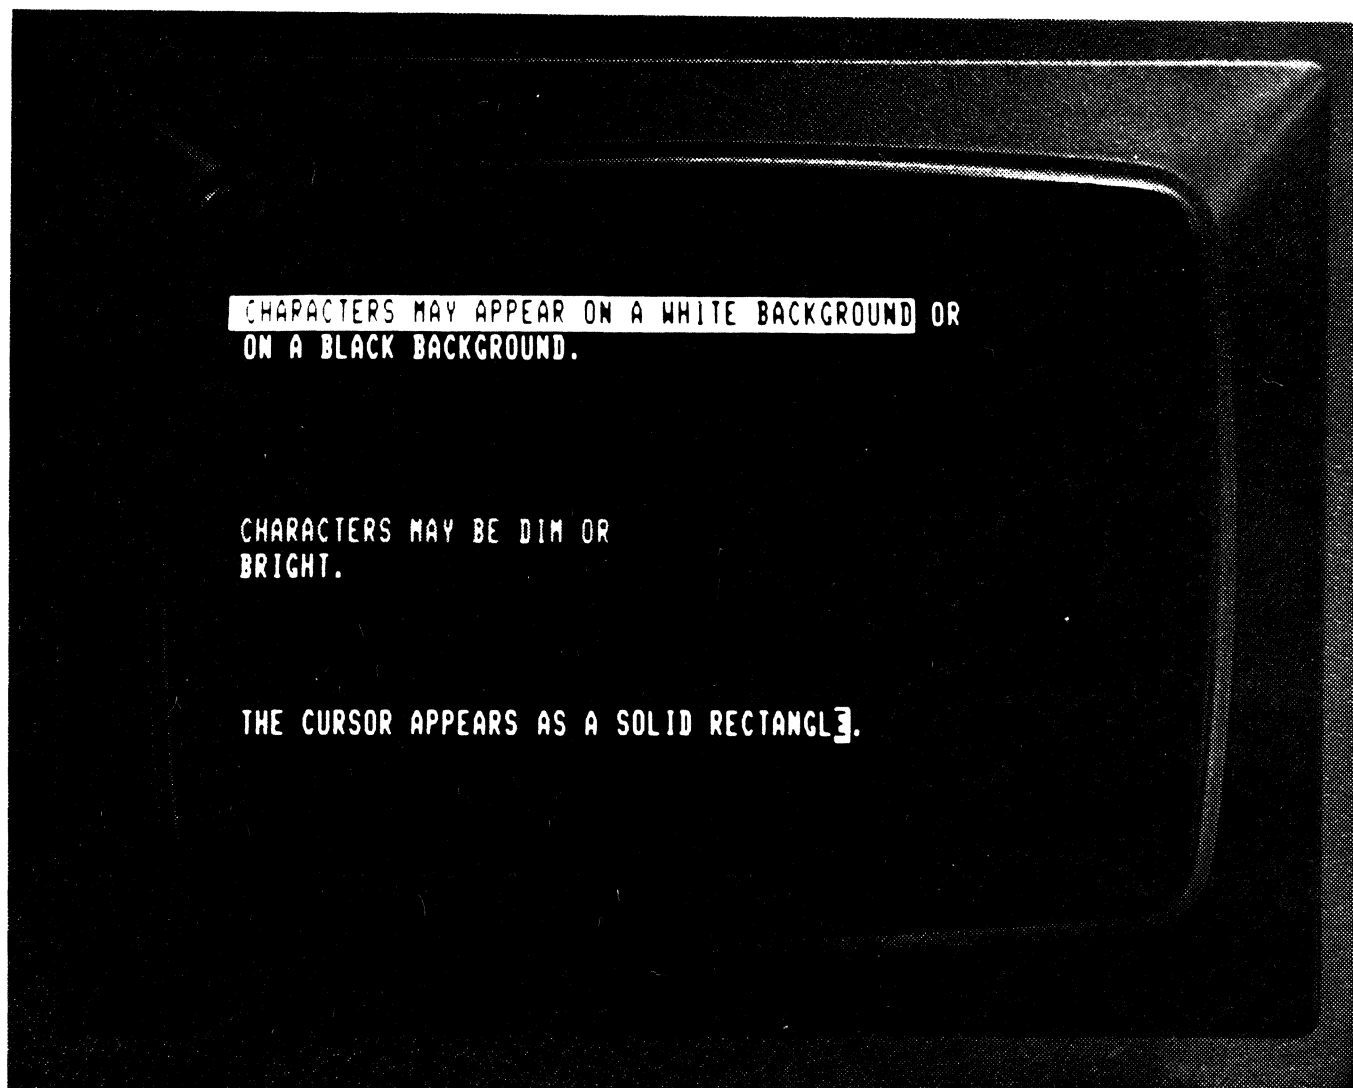 CHARACTERS MAY APPEAR ON A WHITE BACKGROUND OR
ON A BLACK BACKGROUND.
CHARACTERS MAY BE DIM OR
BRIGHT.
THE CURSOR APPEARS AS A SOLID RECTANGLE.